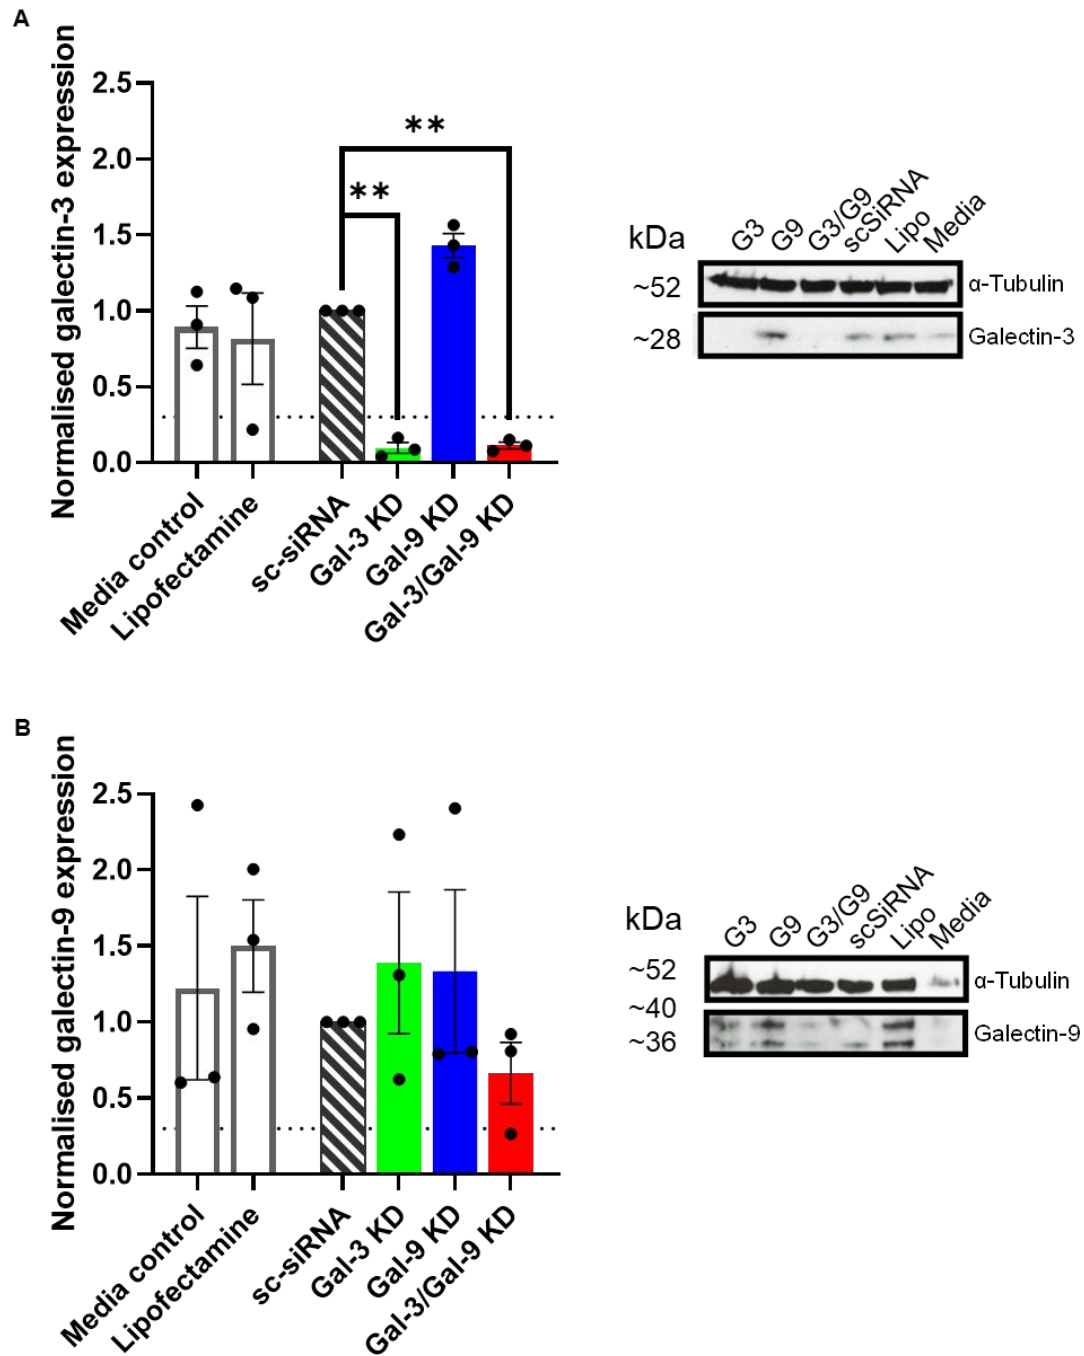 A
Normalised galectin-3 expression
2.5
2.0
1.5
1.0
0.5
0.0
**
**
Media control
Lipofectamine
sc-siRNA
Gal-3 KD
Gal-9 KD
Gal-3/Gal-9 KD
kDa
G3
G9
G3/G9
scSiRNA
Lipo
Media
~52
α-Tubulin
~28
Galectin-3
B
Normalised galectin-9 expression
2.5
2.0
1.5
1.0
0.5
0.0
Media control
Lipofectamine
sc-siRNA
Gal-3 KD
Gal-9 KD
Gal-3/Gal-9 KD
kDa
G3
G9
G3/G9
scSiRNA
Lipo
Media
~52
α-Tubulin
~40
~36
Galectin-9